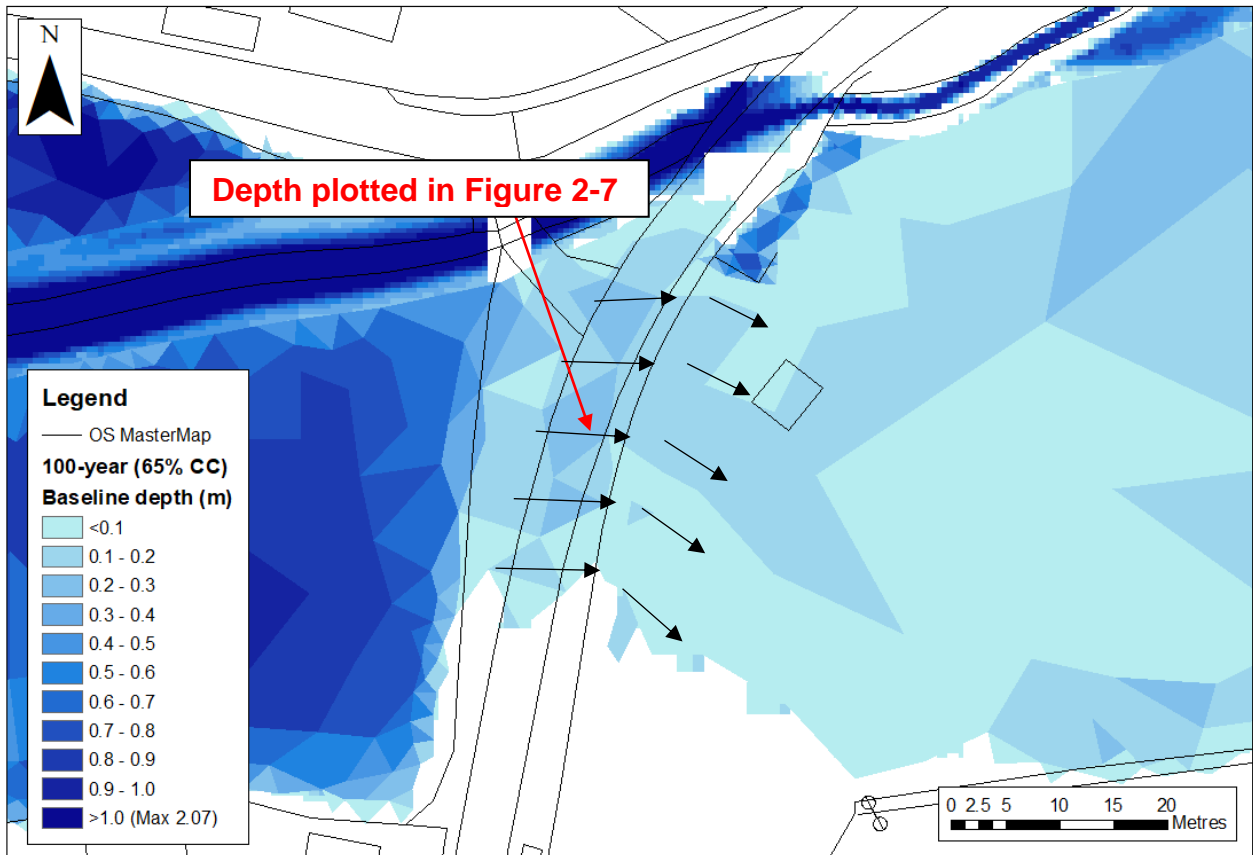 N
Depth plotted in Figure 2-7
Legend
OS MasterMap
100-year (65% CC)
Baseline depth (m)
<0.1
0.1 - 0.2
0.2 - 0.3
0.3 - 0.4
0.4 - 0.5
0.5 - 0.6
0.6 - 0.7
0.7 - 0.8
0.8 - 0.9
0.9 - 1.0
>1.0 (Max 2.07)
0 2.5 5 10 15 20
Metres